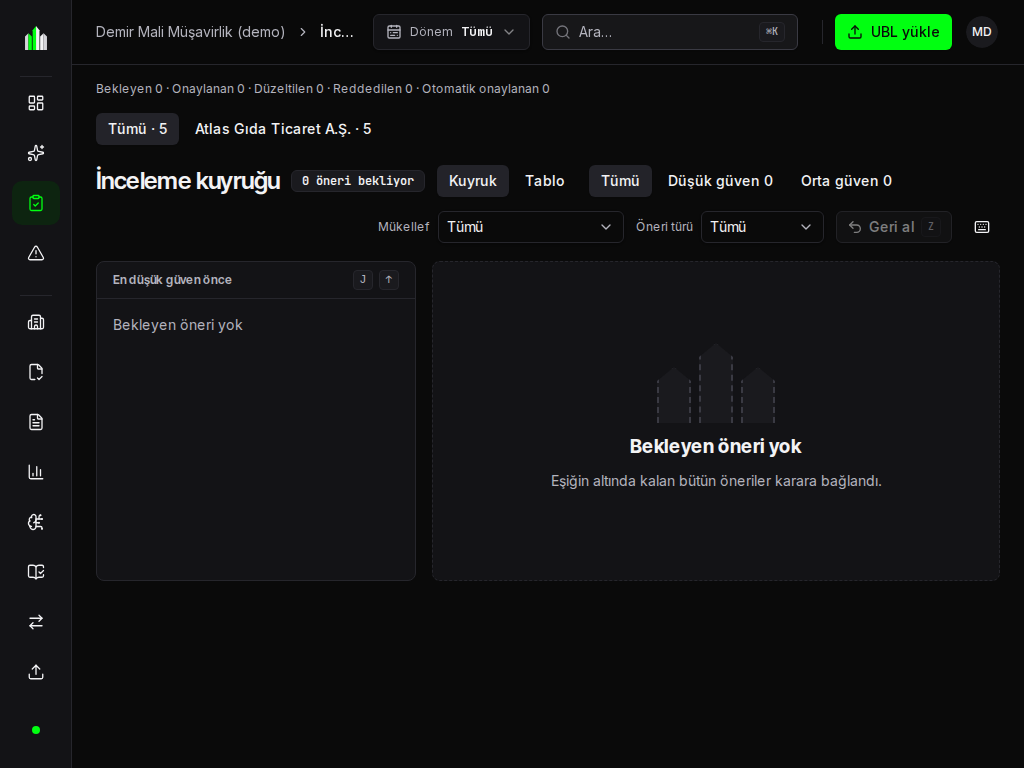 Demir Mali Müşavirlik (demo) › İnc… Dönem Tümü Ara… ⌘K UBL yükle MD
Bekleyen 0 · Onaylanan 0 · Düzeltilen 0 · Reddedilen 0 · Otomatik onaylanan 0
Tümü · 5 Atlas Gıda Ticaret A.Ş. · 5
İnceleme kuyruğu 0 öneri bekliyor Kuyruk Tablo Tümü Düşük güven 0 Orta güven 0
Mükellef Tümü Öneri türü Tümü Geri al Z
En düşük güven önce J ↑
Bekleyen öneri yok
Bekleyen öneri yok
Eşiğin altında kalan bütün öneriler karara bağlandı.